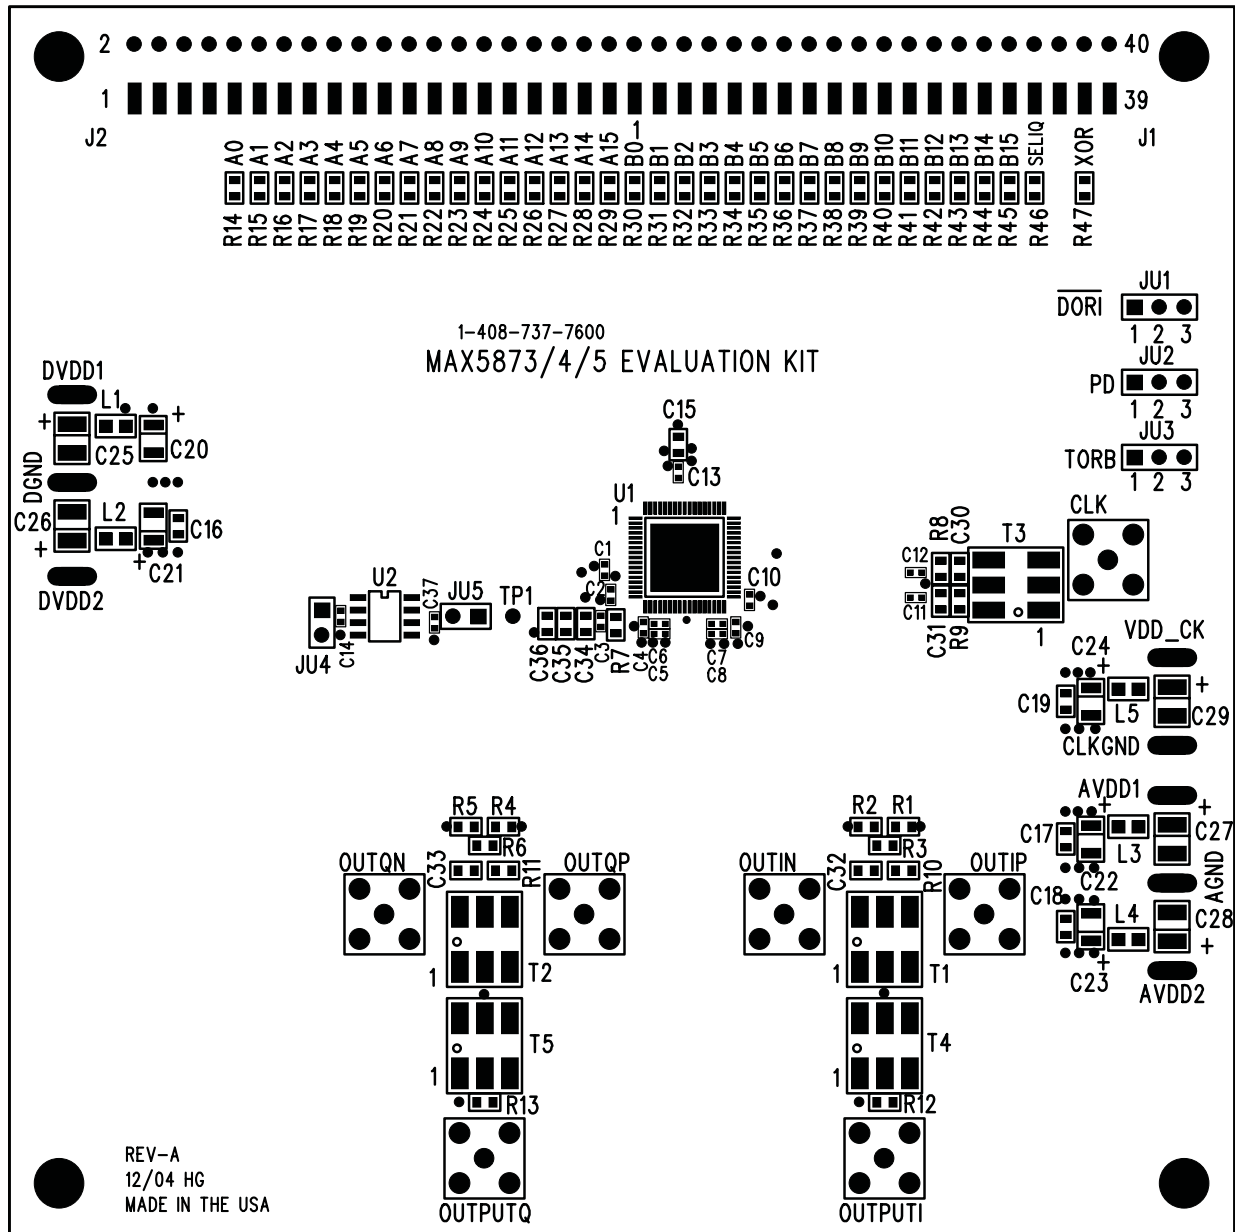 2 40
1 39
J2 J1
A0 A1 A2 A3 A4 A5 A6 A7 A8 A9 A10 A11 A12 A13 A14 A15 B0-1 B1 B2 B3 B4 B5 B6 B7 B8 B9 B10 B11 B12 B13 B14 B15 SELIQ XOR
R14 R15 R16 R17 R18 R19 R20 R21 R22 R23 R24 R25 R26 R27 R28 R29 R30 R31 R32 R33 R34 R35 R36 R37 R38 R39 R40 R41 R42 R43 R44 R45 R46 R47
JU1
DORI
1 2 3
JU2
PD
1 2 3
JU3
TORB
1 2 3
1-408-737-7600
MAX5873/4/5 EVALUATION KIT
DVDD1
L1
+ +
C25 C20
DGND
C26 L2 C16
+ + C21
DVDD2
C15
C13
U1
1
C1
C2
C10
U2
C37
JU5
TP1
JU4
C14
C36 C35 C34 C3 R7 C4 C6 C5 C7 C8 C9
CLK
R8 C30 T3
C12
C11
C31 R9 1
VDD_CK
C24
+ +
C19 L5 C29
CLKGND
AVDD1
+ +
C17 C27
L3
C22
AGND
C18 L4 C28
+ +
C23
AVDD2
R5 R4
R6
OUTQN C33 R11 OUTQP
1 T2
T5
1
R13
OUTPUTQ
R2 R1
R3
OUTIN C32 R10 OUTIP
1 T1
T4
1
R12
OUTPUTI
REV-A
12/04 HG
MADE IN THE USA